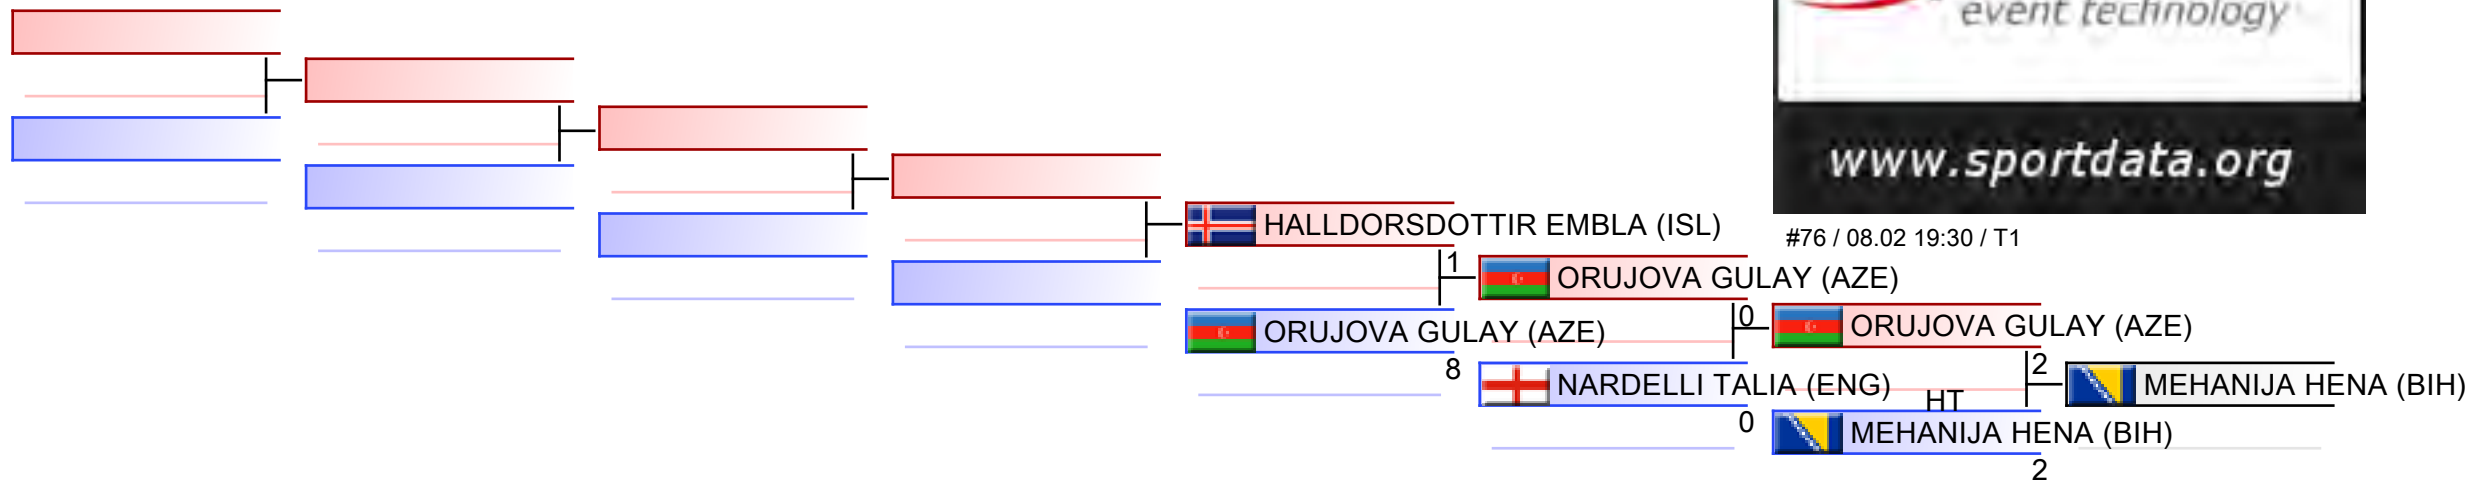 event technology
www.sportdata.org
#76 / 08.02 19:30 / T1
HALLDORSDOTTIR EMBLA (ISL)
1
ORUJOVA GULAY (AZE)
8
ORUJOVA GULAY (AZE)
0
NARDELLI TALIA (ENG)
0
ORUJOVA GULAY (AZE)
2
HT
MEHANIJA HENA (BIH)
2
MEHANIJA HENA (BIH)